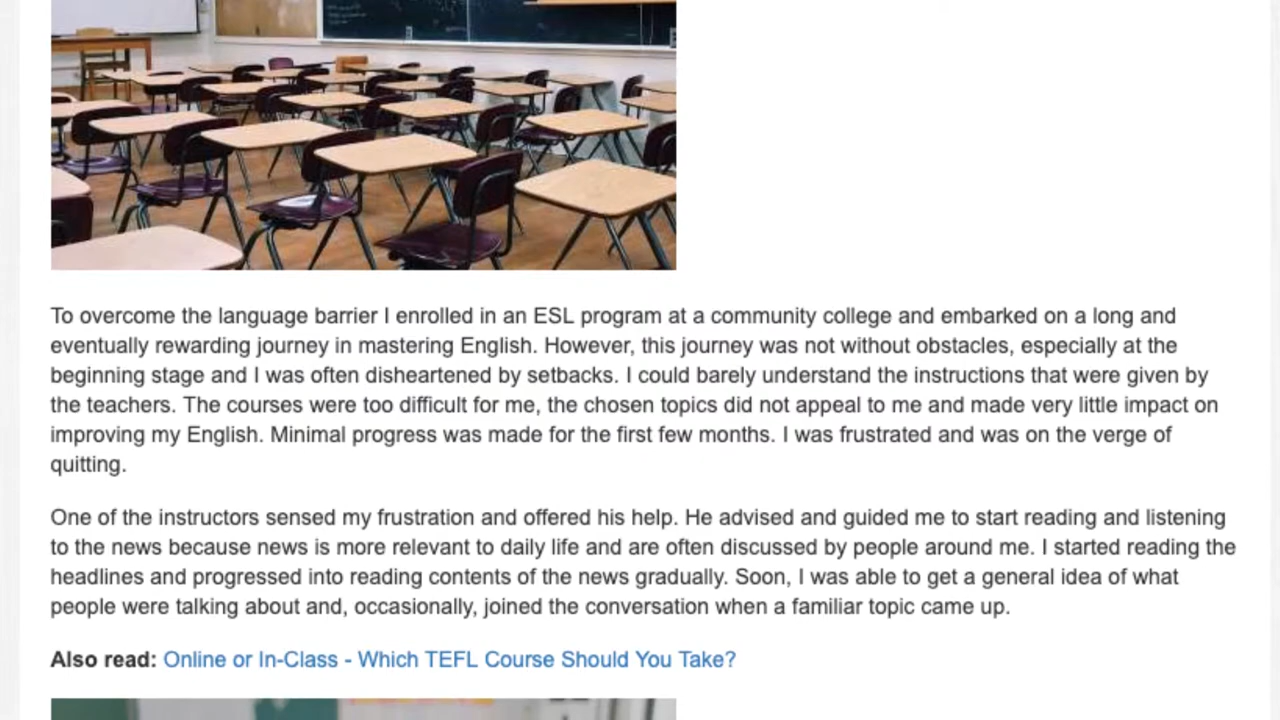 To overcome the language barrier I enrolled in an ESL program at a community college and embarked on a long and
eventually rewarding journey in mastering English. However, this journey was not without obstacles, especially at the
beginning stage and I was often disheartened by setbacks. I could barely understand the instructions that were given by
the teachers. The courses were too difficult for me, the chosen topics did not appeal to me and made very little impact on
improving my English. Minimal progress was made for the first few months. I was frustrated and was on the verge of
quitting.
One of the instructors sensed my frustration and offered his help. He advised and guided me to start reading and listening
to the news because news is more relevant to daily life and are often discussed by people around me. I started reading the
headlines and progressed into reading contents of the news gradually. Soon, I was able to get a general idea of what
people were talking about and, occasionally, joined the conversation when a familiar topic came up.
Also read: Online or In-Class - Which TEFL Course Should You Take?